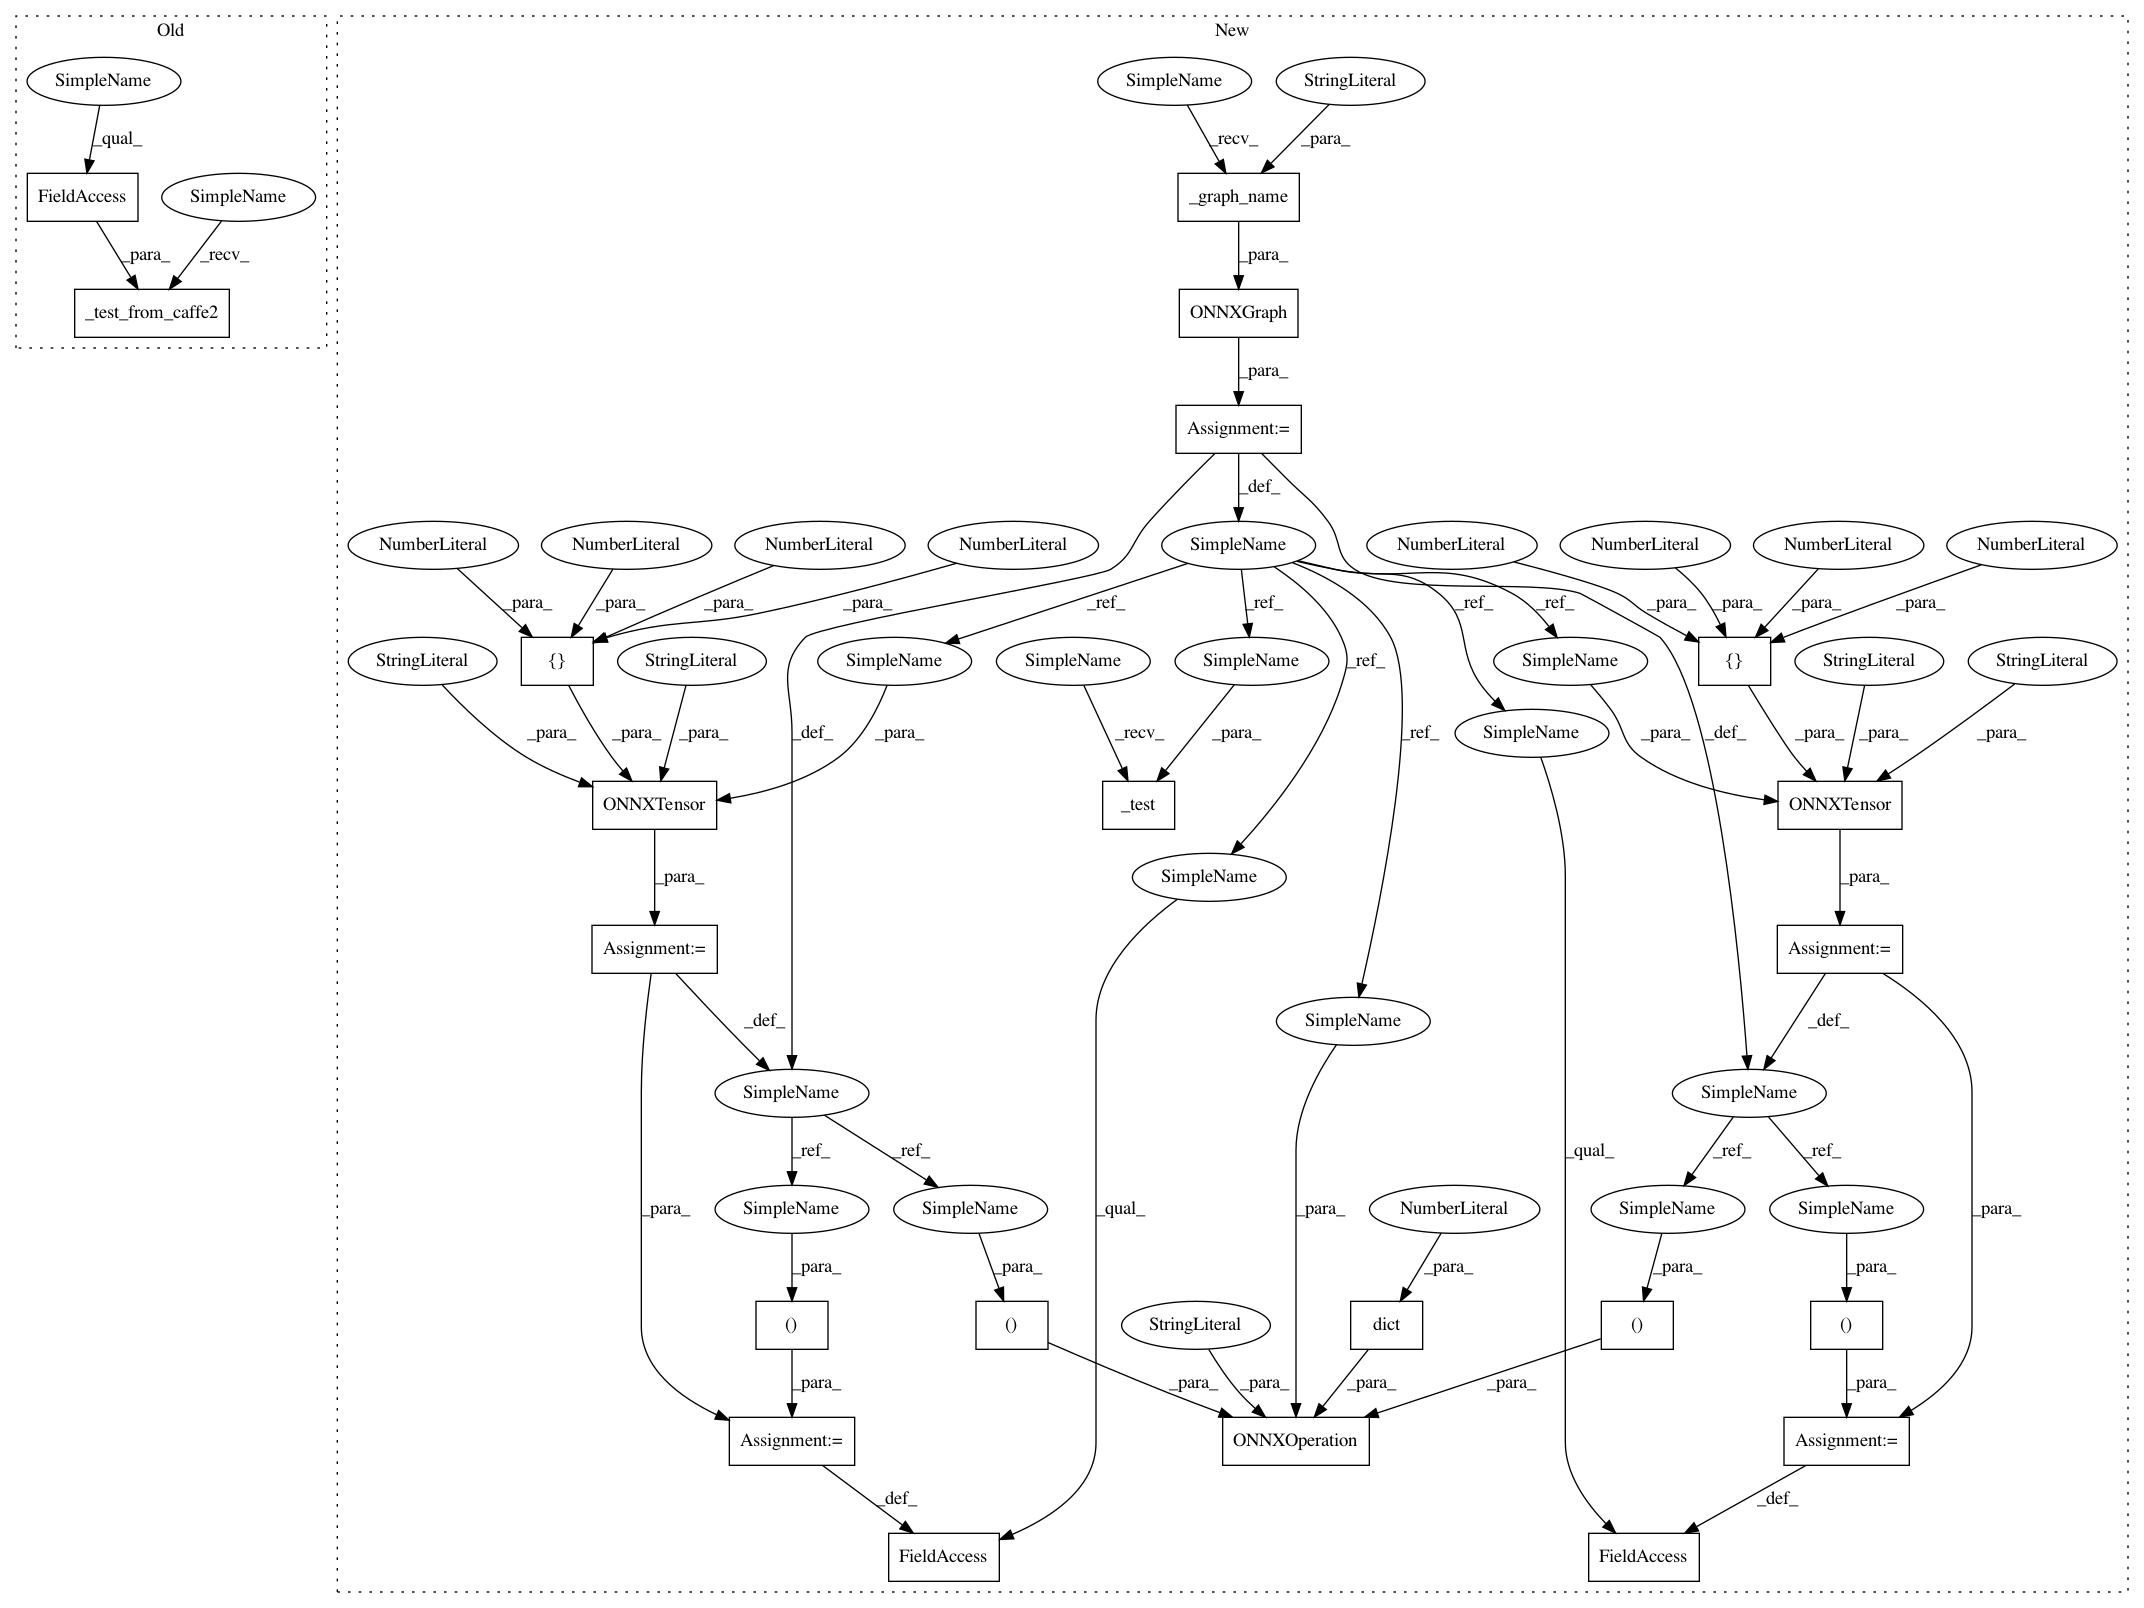 Old
New
SimpleName
SimpleName
StringLiteral
_qual_
_recv_
_para_
FieldAccess
SimpleName
_graph_name
_para_
_recv_
_para_
_test_from_caffe2
ONNXGraph
_para_
Assignment:=
_def_
NumberLiteral
NumberLiteral
NumberLiteral
NumberLiteral
SimpleName
NumberLiteral
NumberLiteral
NumberLiteral
NumberLiteral
_para_
_para_
_para_
_para_
_ref_
_ref_
_ref_
_ref_
_para_
_para_
_para_
_para_
StringLiteral
{}
StringLiteral
SimpleName
SimpleName
SimpleName
_ref_
SimpleName
{}
StringLiteral
StringLiteral
_para_
_para_
_para_
_def_
_para_
_recv_
_para_
_ref_
SimpleName
_para_
_def_
_para_
_para_
_para_
ONNXTensor
_test
ONNXTensor
_para_
SimpleName
_para_
Assignment:=
Assignment:=
_def_
SimpleName
_def_
SimpleName
SimpleName
_ref_
_ref_
_qual_
_ref_
_ref_
_para_
SimpleName
SimpleName
_qual_
_para_
NumberLiteral
SimpleName
SimpleName
_para_
_para_
_para_
_para_
_para_
_para_
()
()
StringLiteral
dict
()
()
_para_
_para_
_para_
_para_
_para_
_para_
Assignment:=
ONNXOperation
Assignment:=
_def_
_def_
FieldAccess
FieldAccess